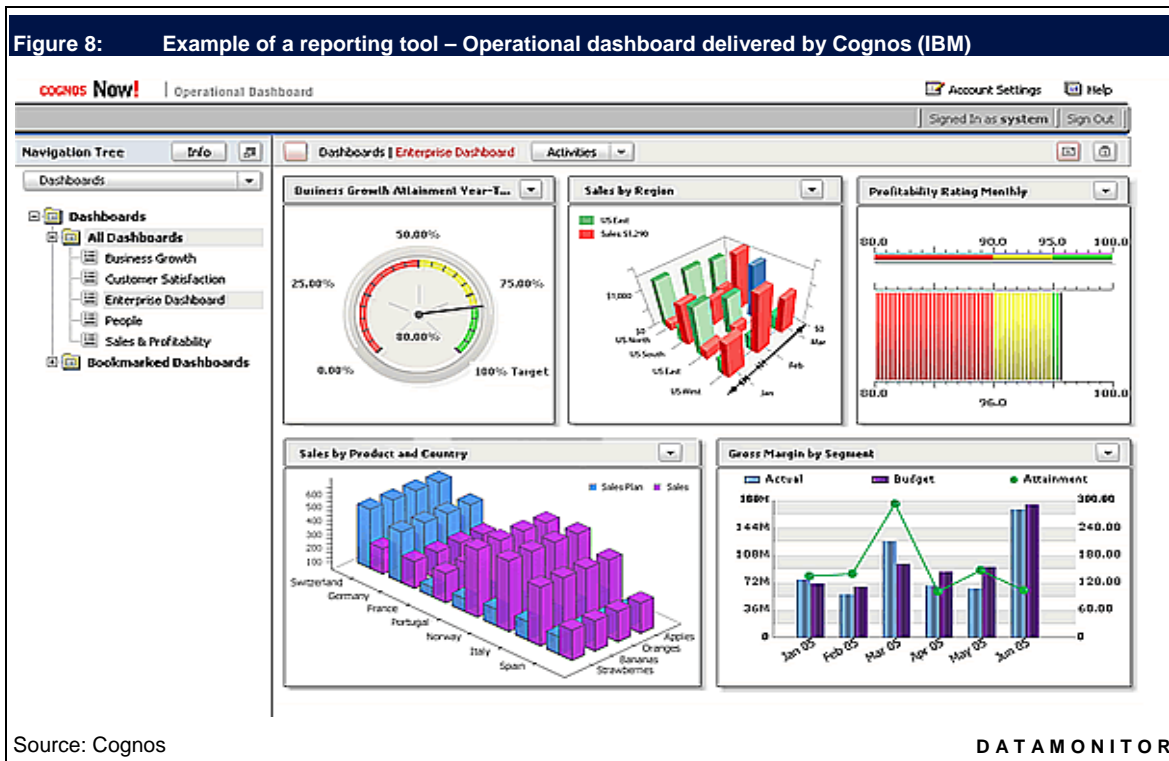 Figure 8: Example of a reporting tool – Operational dashboard delivered by Cognos (IBM)
COGNOS Now! | Operational Dashboard
Account Settings Help
Signed In as system Sign Out
Navigation Tree Info
Dashboards | Enterprise Dashboard Activities
Dashboards
Dashboards
All Dashboards
Business Growth
Customer Satisfaction
Enterprise Dashboard
People
Sales & Profitability
Bookmarked Dashboards
Business Growth Attainment Year-T...
50.00%
25.00% 75.00%
80.00%
0.00% 100% Target
Sales by Region
US East
Sales $1,290
$1,000
$0
US North
US South
US East
US West
Jan
Feb
Mar
$0
Profitability Rating Monthly
80.0 90.0 95.0 100.0
80.0 96.0 100.0
Sales by Product and Country
Sales Plan Sales
600
500
400
300
200
100
Switzerland
Germany
France
Portugal
Norway
Italy
Spain
Apples
Oranges
Bananas
Strawberries
Gross Margin by Segment
Actual Budget Attainment
180M 300.00
144M 240.00
108M 180.00
72M 120.00
36M 60.00
0 0
Jan 05 Feb 05 Mar 05 Apr 05 May 05 Jun 05
Source: Cognos
DATAMONITOR